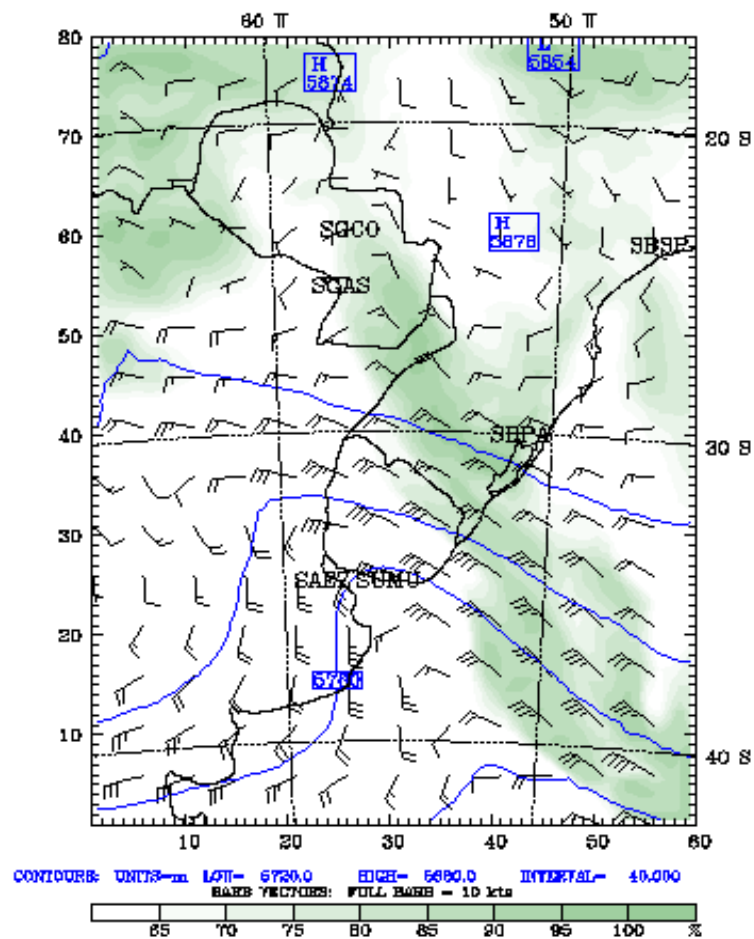 60 W 50 W
80
H
5874
L
5854
70
20 S
60
SGCO
H
5878
SBSP
SGAS
50
40
SBPA
30 S
30
SAEZ SUMU
20
5760
10
40 S
10 20 30 40 50 60
CONTOURS: UNITS=m LOW= 5720.0 HIGH= 5880.0 INTERVAL= 40.000
BARB VECTORS: FULL BARB = 10 kts
65 70 75 80 85 90 95 100 %